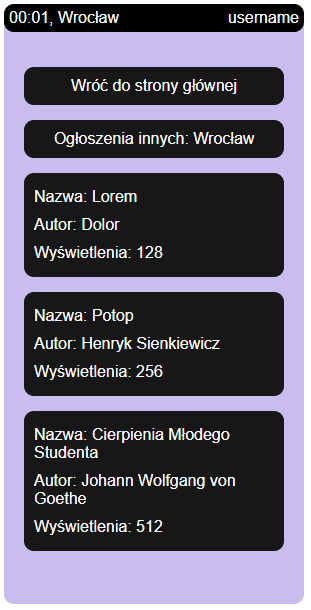 00:01, Wrocław username
Wróć do strony głównej
Ogłoszenia innych: Wrocław
Nazwa: Lorem
Autor: Dolor
Wyświetlenia: 128
Nazwa: Potop
Autor: Henryk Sienkiewicz
Wyświetlenia: 256
Nazwa: Cierpienia Młodego
Studenta
Autor: Johann Wolfgang von
Goethe
Wyświetlenia: 512